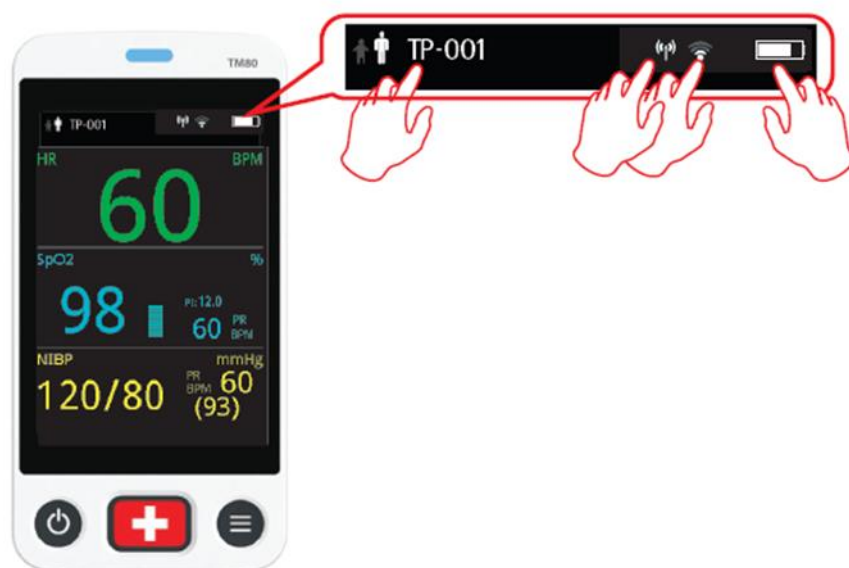 TM80
TP-001
TP-001
HR BPM
60
SpO2 %
98
PI: 12.0
60 PR BPM
NIBP mmHg
120/80
PR BPM 60
(93)